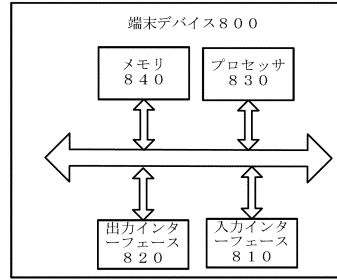 端末デバイス８００
メモリ
８４０
プロセッサ
８３０
出力インタ
ーフェース
８２０
入力インタ
ーフェース
８１０